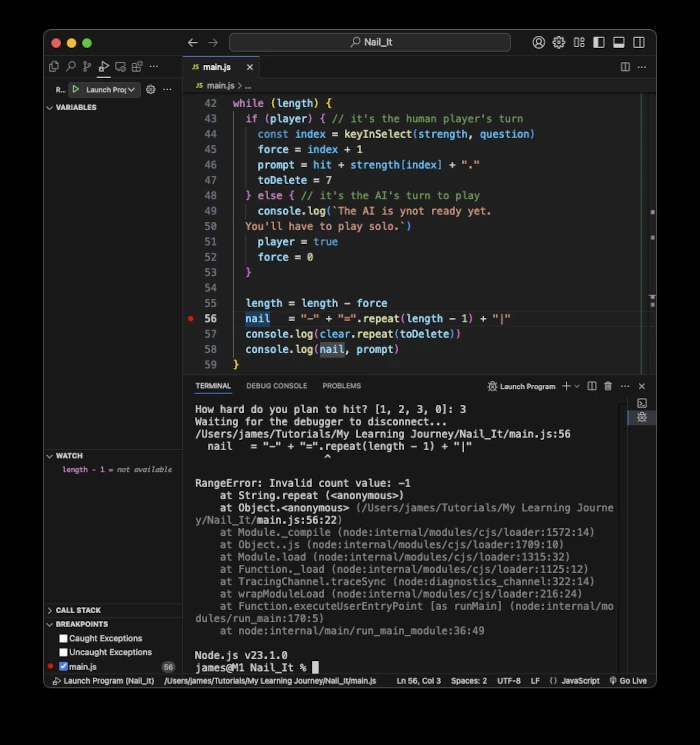 Nail_It
R... Launch Proj
JS main.js ×
JS main.js > ...
VARIABLES
42 while (length) {
43 if (player) { // it's the human player's turn
44 const index = keyInSelect(strength, question)
45 force = index + 1
46 prompt = hit + strength[index] + "."
47 toDelete = 7
48 } else { // it's the AI's turn to play
49 console.log(`The AI is ynot ready yet.
50 You'll have to play solo.`)
51 player = true
52 force = 0
53 }
54
55 length = length - force
56 nail = "-" + "=".repeat(length - 1) + "|"
57 console.log(clear.repeat(toDelete))
58 console.log(nail, prompt)
59 }
WATCH
length - 1 = not available
CALL STACK
BREAKPOINTS
Caught Exceptions
Uncaught Exceptions
main.js 56
TERMINAL DEBUG CONSOLE PROBLEMS Launch Program
How hard do you plan to hit? [1, 2, 3, 0]: 3
Waiting for the debugger to disconnect...
/Users/james/Tutorials/My Learning Journey/Nail_It/main.js:56
nail = "-" + "=".repeat(length - 1) + "|"
^
RangeError: Invalid count value: -1
at String.repeat (<anonymous>)
at Object.<anonymous> (/Users/james/Tutorials/My Learning Journe
y/Nail_It/main.js:56:22)
at Module._compile (node:internal/modules/cjs/loader:1572:14)
at Object..js (node:internal/modules/cjs/loader:1709:10)
at Module.load (node:internal/modules/cjs/loader:1315:32)
at Function._load (node:internal/modules/cjs/loader:1125:12)
at TracingChannel.traceSync (node:diagnostics_channel:322:14)
at wrapModuleLoad (node:internal/modules/cjs/loader:216:24)
at Function.executeUserEntryPoint [as runMain] (node:internal/mo
dules/run_main:170:5)
at node:internal/main/run_main_module:36:49
Node.js v23.1.0
james@M1 Nail_It %
Launch Program (Nail_It) /Users/james/Tutorials/My Learning Journey/Nail_It/main.js Ln 56, Col 3 Spaces: 2 UTF-8 LF {} JavaScript Go Live